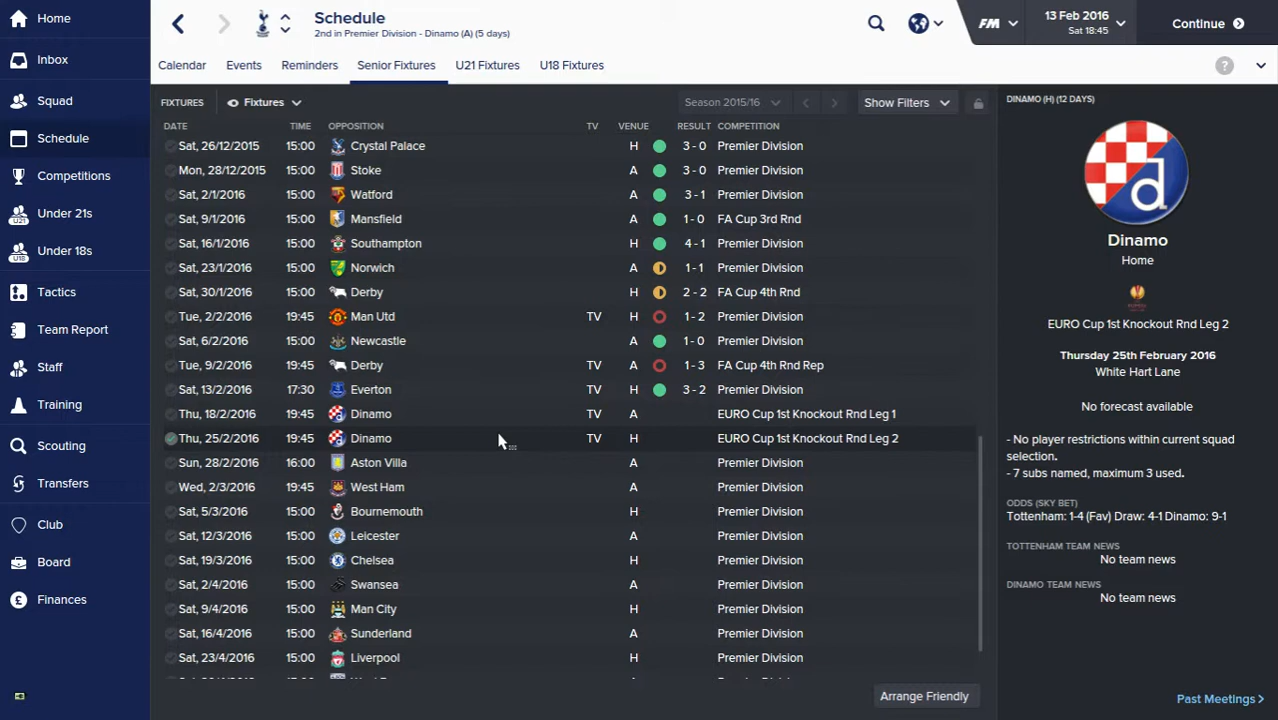 Home
Inbox
Squad
Schedule
Competitions
Under 21s
Under 18s
Tactics
Team Report
Staff
Training
Scouting
Transfers
Club
Board
Finances
Schedule
2nd in Premier Division - Dinamo (A) (5 days)
FM
13 Feb 2016
Sat 18:45
Continue
Calendar Events Reminders Senior Fixtures U21 Fixtures U18 Fixtures
FIXTURES Fixtures Season 2015/16 Show Filters
DATE TIME OPPOSITION TV VENUE RESULT COMPETITION
Sat, 26/12/2015 15:00 Crystal Palace H 3 - 0 Premier Division
Mon, 28/12/2015 15:00 Stoke A 3 - 0 Premier Division
Sat, 2/1/2016 15:00 Watford A 3 - 1 Premier Division
Sat, 9/1/2016 15:00 Mansfield A 1 - 0 FA Cup 3rd Rnd
Sat, 16/1/2016 15:00 Southampton H 4 - 1 Premier Division
Sat, 23/1/2016 15:00 Norwich A 1 - 1 Premier Division
Sat, 30/1/2016 15:00 Derby H 2 - 2 FA Cup 4th Rnd
Tue, 2/2/2016 19:45 Man Utd TV H 1 - 2 Premier Division
Sat, 6/2/2016 15:00 Newcastle A 1 - 0 Premier Division
Tue, 9/2/2016 19:45 Derby TV A 1 - 3 FA Cup 4th Rnd Rep
Sat, 13/2/2016 17:30 Everton TV H 3 - 2 Premier Division
Thu, 18/2/2016 19:45 Dinamo TV A EURO Cup 1st Knockout Rnd Leg 1
Thu, 25/2/2016 19:45 Dinamo TV H EURO Cup 1st Knockout Rnd Leg 2
Sun, 28/2/2016 16:00 Aston Villa A Premier Division
Wed, 2/3/2016 19:45 West Ham A Premier Division
Sat, 5/3/2016 15:00 Bournemouth H Premier Division
Sat, 12/3/2016 15:00 Leicester A Premier Division
Sat, 19/3/2016 15:00 Chelsea H Premier Division
Sat, 2/4/2016 15:00 Swansea A Premier Division
Sat, 9/4/2016 15:00 Man City H Premier Division
Sat, 16/4/2016 15:00 Sunderland A Premier Division
Sat, 23/4/2016 15:00 Liverpool H Premier Division
Arrange Friendly
DINAMO (H) (12 DAYS)
Dinamo
Home
EURO Cup 1st Knockout Rnd Leg 2
Thursday 25th February 2016
White Hart Lane
No forecast available
- No player restrictions within current squad
selection.
- 7 subs named, maximum 3 used.
ODDS (SKY BET)
Tottenham: 1-4 (Fav) Draw: 4-1 Dinamo: 9-1
TOTTENHAM TEAM NEWS
No team news
DINAMO TEAM NEWS
No team news
Past Meetings >